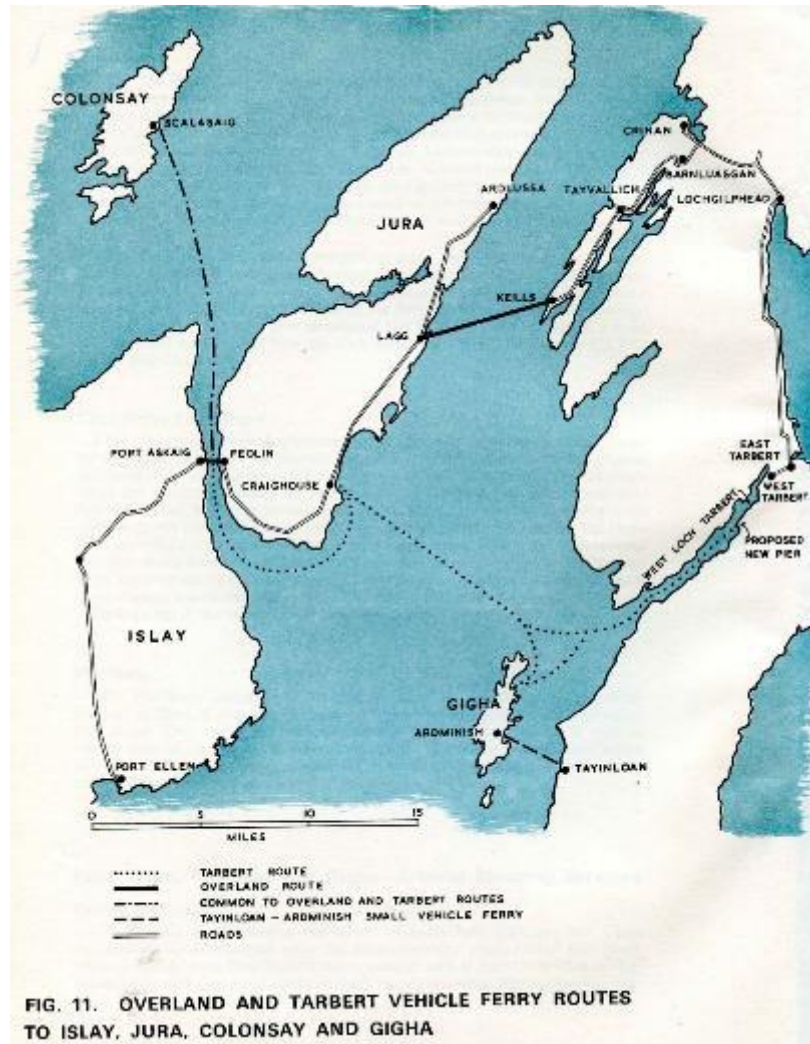 COLONSAY
SCALASAIG
CRINAN
BARNLUASSGAN
TAYVALLICH
LOCHGILPHEAD
ARDLUSSA
JURA
KEILLS
LAGG
PORT ASKAIG
FEOLIN
CRAIGHOUSE
EAST TARBERT
WEST TARBERT
WEST LOCH TARBERT
PROPOSED NEW PIER
ISLAY
GIGHA
ARDMINISH
TAYINLOAN
PORT ELLEN
0 5 10 15
MILES
TARBERT ROUTE
OVERLAND ROUTE
COMMON TO OVERLAND AND TARBERT ROUTES
TAYINLOAN – ARDMINISH SMALL VEHICLE FERRY
ROADS
FIG. 11. OVERLAND AND TARBERT VEHICLE FERRY ROUTES
TO ISLAY, JURA, COLONSAY AND GIGHA